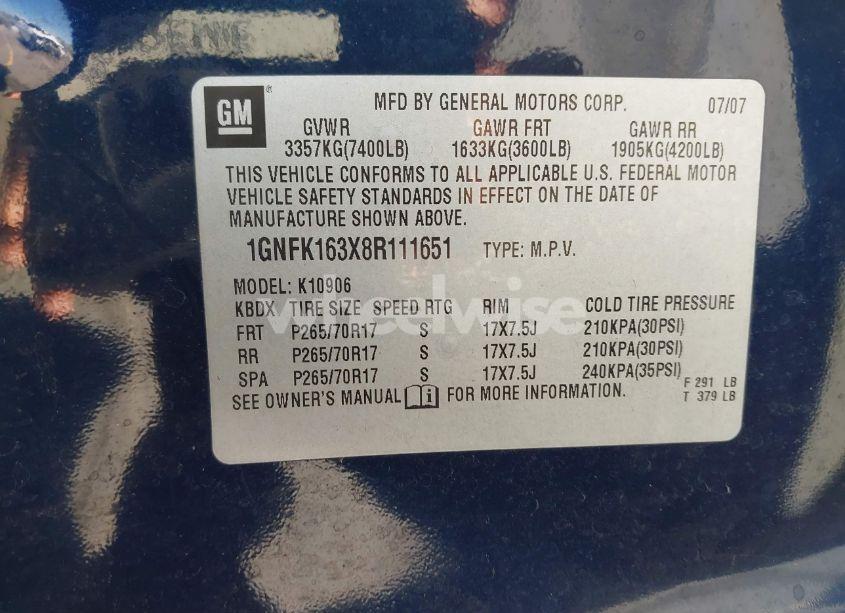 GM
MFD BY GENERAL MOTORS CORP. 07/07
GVWR GAWR FRT GAWR RR
3357KG(7400LB) 1633KG(3600LB) 1905KG(4200LB)
THIS VEHICLE CONFORMS TO ALL APPLICABLE U.S. FEDERAL MOTOR
VEHICLE SAFETY STANDARDS IN EFFECT ON THE DATE OF
MANUFACTURE SHOWN ABOVE.
1GNFK163X8R111651 TYPE: M.P.V.
MODEL: K10906
KBDX TIRE SIZE SPEED RTG RIM COLD TIRE PRESSURE
wheelwise
FRT P265/70R17 S 17X7.5J 210KPA(30PSI)
RR P265/70R17 S 17X7.5J 210KPA(30PSI)
SPA P265/70R17 S 17X7.5J 240KPA(35PSI)
F 291 LB
T 379 LB
SEE OWNER'S MANUAL i FOR MORE INFORMATION.